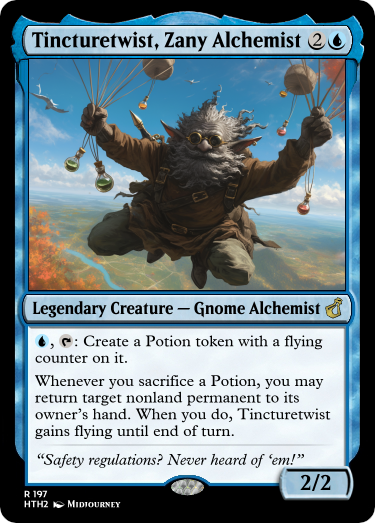 Tincturetwist, Zany Alchemist 2
Legendary Creature — Gnome Alchemist
, : Create a Potion token with a flying
counter on it.
Whenever you sacrifice a Potion, you may
return target nonland permanent to its
owner's hand. When you do, Tincturetwist
gains flying until end of turn.
“Safety regulations? Never heard of ‘em!”
2/2
R 197
HTH2 Midjourney